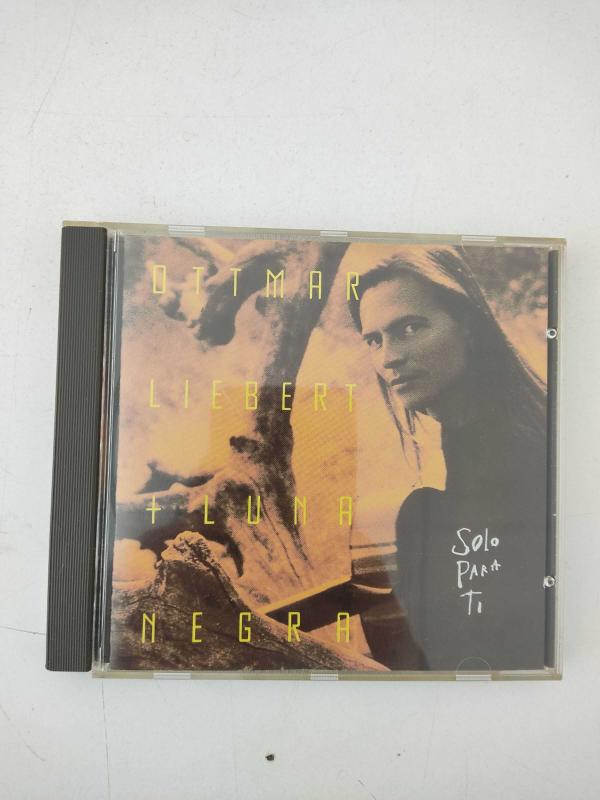 OTTMAR
LIEBERT
+ LUNA
NEGRA
Solo
PARA
Ti